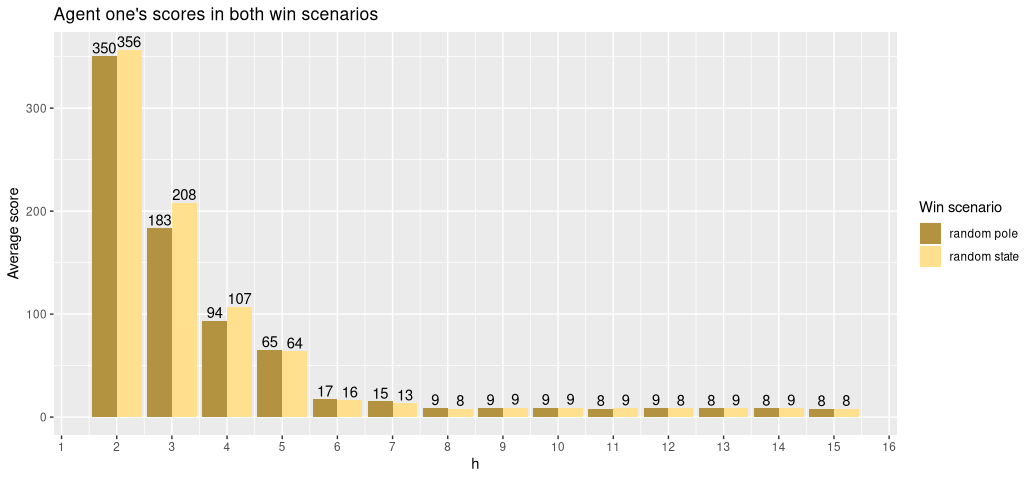 Agent one's scores in both win scenarios
Average score
300
200
100
0
350 356
183 208
94 107
65 64
17 16
15 13
9 8
9 9
9 9
8 9
9 8
8 9
8 9
8 8
1 2 3 4 5 6 7 8 9 10 11 12 13 14 15 16
h
Win scenario
random pole
random state